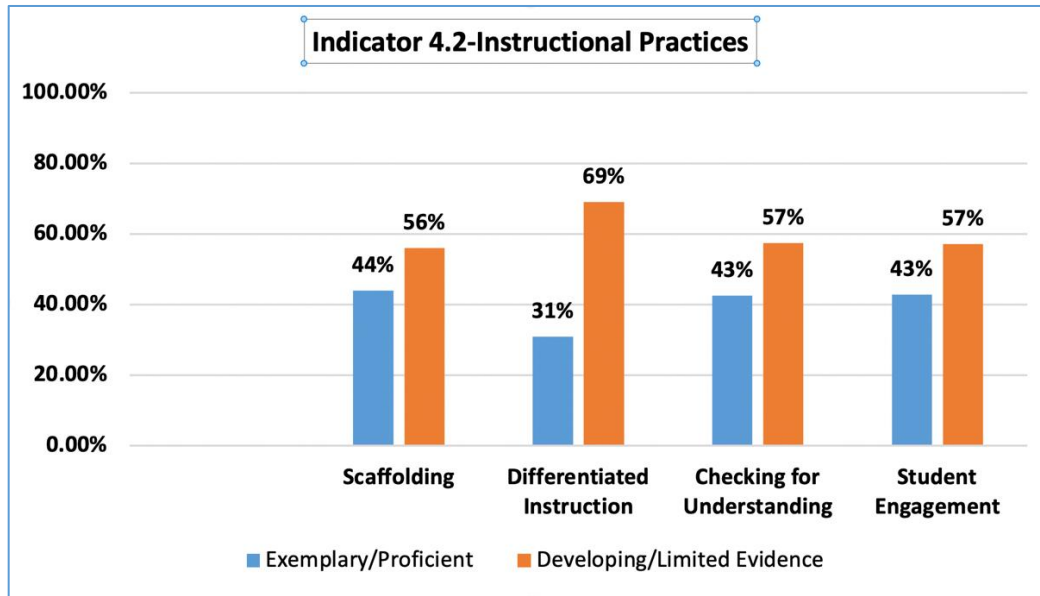 Indicator 4.2-Instructional Practices
100.00%
80.00%
60.00%
40.00%
20.00%
0.00%
44%
56%
31%
69%
43%
57%
43%
57%
Scaffolding
Differentiated
Instruction
Checking for
Understanding
Student
Engagement
Exemplary/Proficient
Developing/Limited Evidence